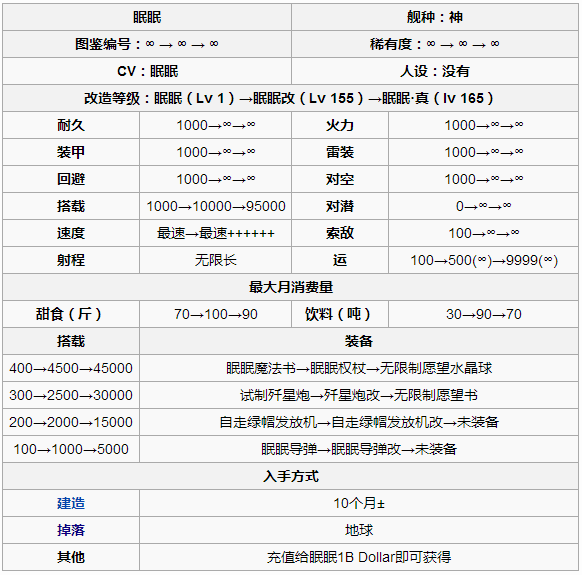 眠眠 舰种：神
图鉴编号：∞ → ∞ → ∞ 稀有度：∞ → ∞ → ∞
CV：眠眠 人设：没有
改造等级：眠眠（Lv 1）→眠眠改（Lv 155）→眠眠·真（lv 165）
耐久 1000→∞→∞ 火力 1000→∞→∞
装甲 1000→∞→∞ 雷装 1000→∞→∞
回避 1000→∞→∞ 对空 1000→∞→∞
搭载 1000→10000→95000 对潜 0→∞→∞
速度 最速→最速++++++ 索敌 100→∞→∞
射程 无限长 运 100→500(∞)→9999(∞)
最大月消费量
甜食（斤） 70→100→90 饮料（吨） 30→90→70
搭载 装备
400→4500→45000 眠眠魔法书→眠眠权杖→无限制愿望水晶球
300→2500→30000 试制歼星炮→歼星炮改→无限制愿望书
200→2000→15000 自走绿帽发放机→自走绿帽发放机改→未装备
100→1000→5000 眠眠导弹→眠眠导弹改→未装备
入手方式
建造 10个月±
掉落 地球
其他 充值给眠眠1B Dollar即可获得